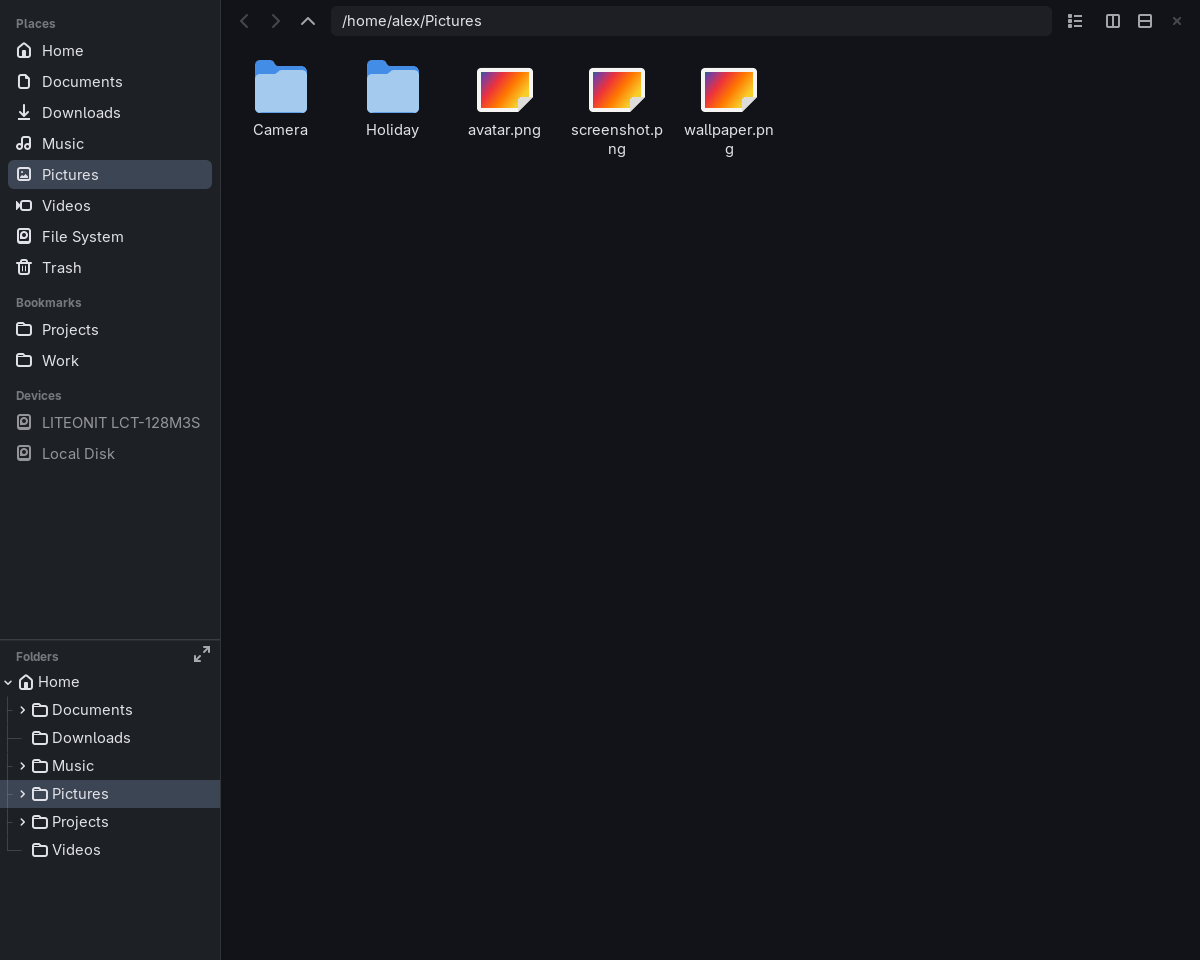 Places
Home
Documents
Downloads
Music
Pictures
Videos
File System
Trash
Bookmarks
Projects
Work
Devices
LITEONIT LCT-128M3S
Local Disk
Folders
Home
Documents
Downloads
Music
Pictures
Projects
Videos
/home/alex/Pictures
Camera
Holiday
avatar.png
screenshot.p
ng
wallpaper.pn
g